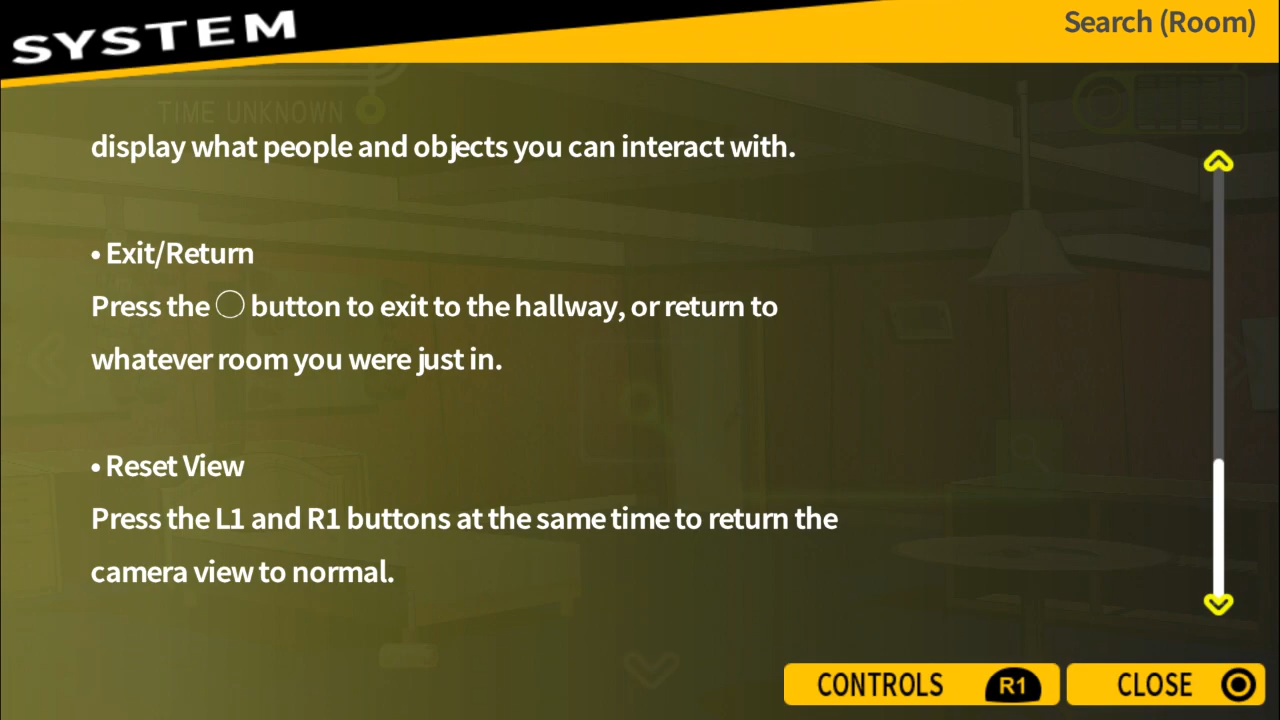 SYSTEM
Search (Room)
TIME UNKNOWN
display what people and objects you can interact with.
• Exit/Return
Press the ◯ button to exit to the hallway, or return to
whatever room you were just in.
• Reset View
Press the L1 and R1 buttons at the same time to return the
camera view to normal.
CONTROLS R1 CLOSE